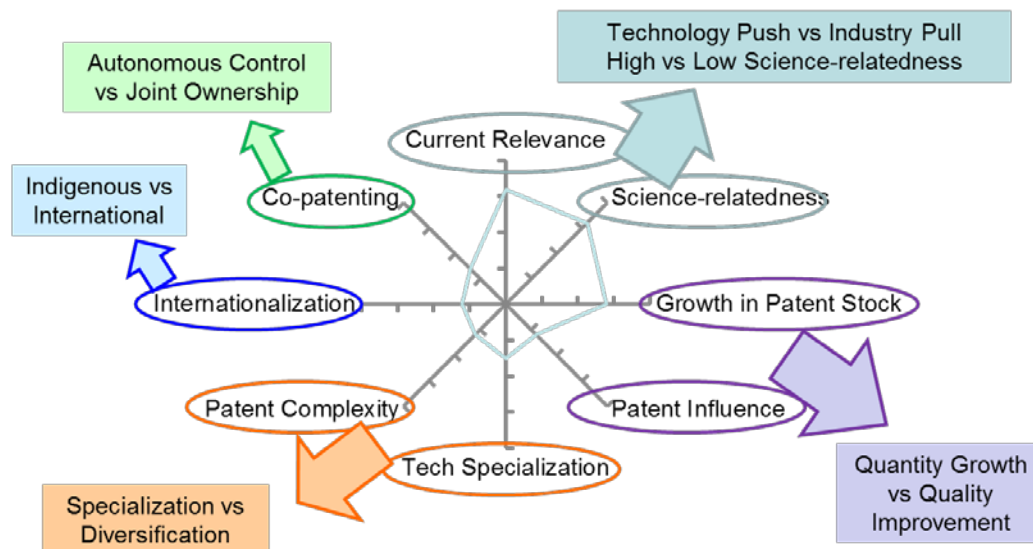 Technology Push vs Industry Pull
High vs Low Science-relatedness
Autonomous Control
vs Joint Ownership
Current Relevance
Indigenous vs
International
Co-patenting
Science-relatedness
Internationalization
Growth in Patent Stock
Patent Complexity
Patent Influence
Tech Specialization
Quantity Growth
vs Quality
Improvement
Specialization vs
Diversification